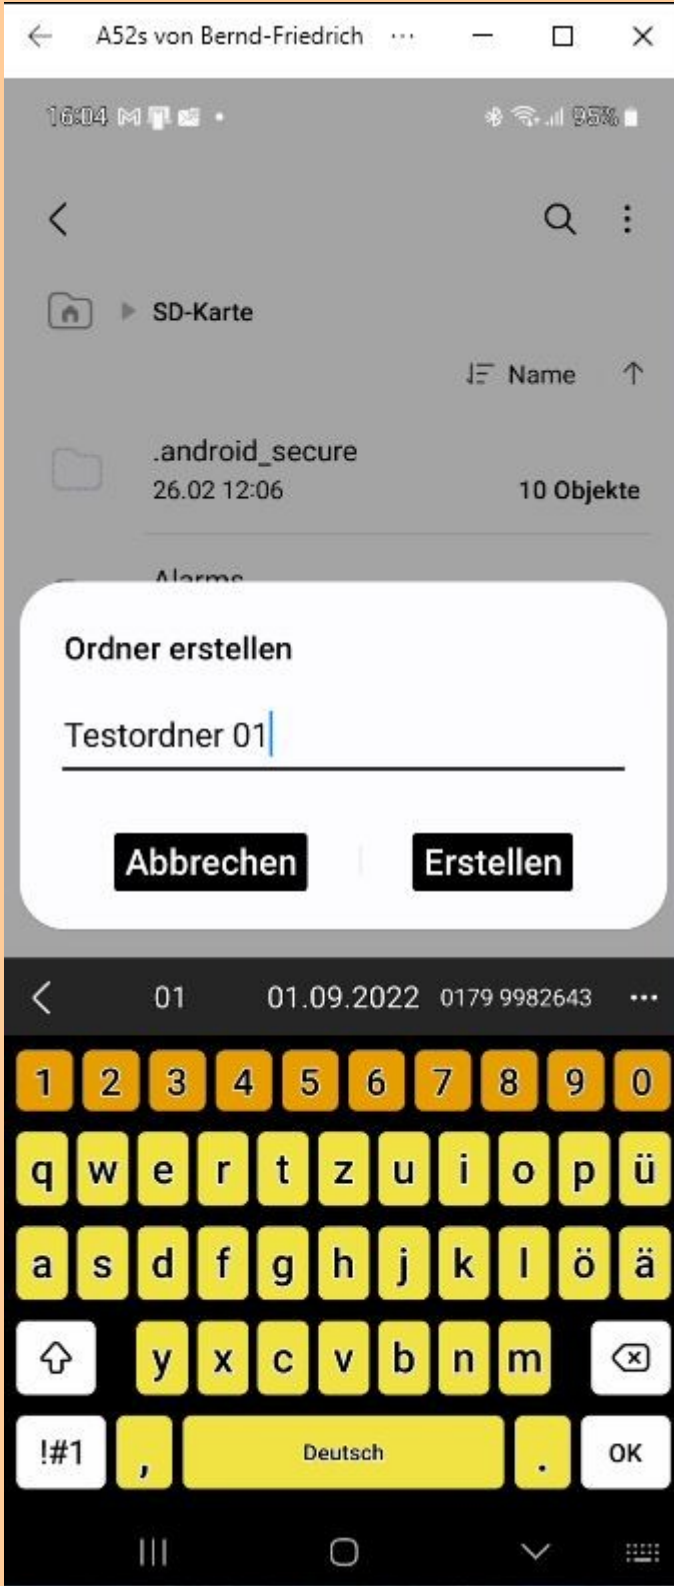 A52s von Bernd-Friedrich ...
16:04 95%
SD-Karte
Name
.android_secure
26.02 12:06 10 Objekte
Alarms
Ordner erstellen
Testordner 01
Abbrechen Erstellen
01 01.09.2022 0179 9982643 ...
1 2 3 4 5 6 7 8 9 0
q w e r t z u i o p ü
a s d f g h j k l ö ä
y x c v b n m
!#1 , Deutsch . OK